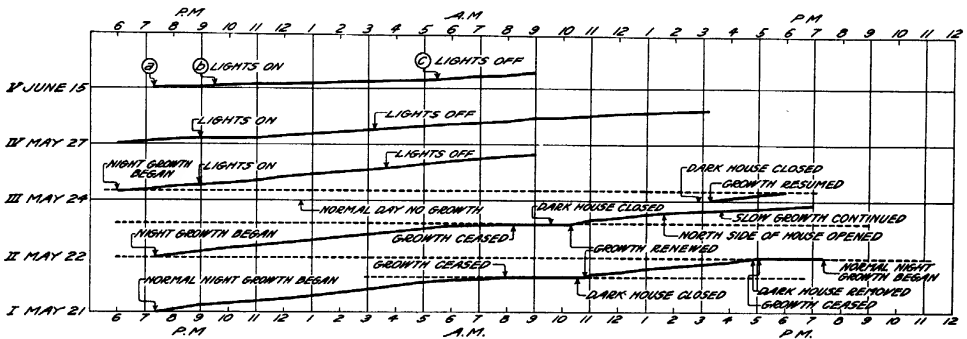 P.M A.M P M
6 7 8 9 10 11 12 1 2 3 4 5 6 7 8 9 10 11 12 1 2 3 4 5 6 7 8 9 10 11 12
a b LIGHTS ON c LIGHTS OFF
V JUNE 15
LIGHTS ON LIGHTS OFF
IV MAY 27
NIGHT GROWTH
BEGAN
LIGHTS ON LIGHTS OFF
DARK HOUSE CLOSED
GROWTH RESUMED
III MAY 24
NORMAL DAY NO GROWTH
DARK HOUSE CLOSED
SLOW GROWTH CONTINUED
NIGHT GROWTH BEGAN
GROWTH CEASED
NORTH SIDE OF HOUSE OPENED
GROWTH RENEWED
II MAY 22
GROWTH CEASED
NORMAL NIGHT
GROWTH BEGAN
NORMAL NIGHT GROWTH BEGAN
DARK HOUSE CLOSED
DARK HOUSE REMOVED
GROWTH CEASED
I MAY 21
6 7 8 9 10 11 12 1 2 3 4 5 6 7 8 9 10 11 12 1 2 3 4 5 6 7 8 9 10 11 12
P.M A.M. P M.